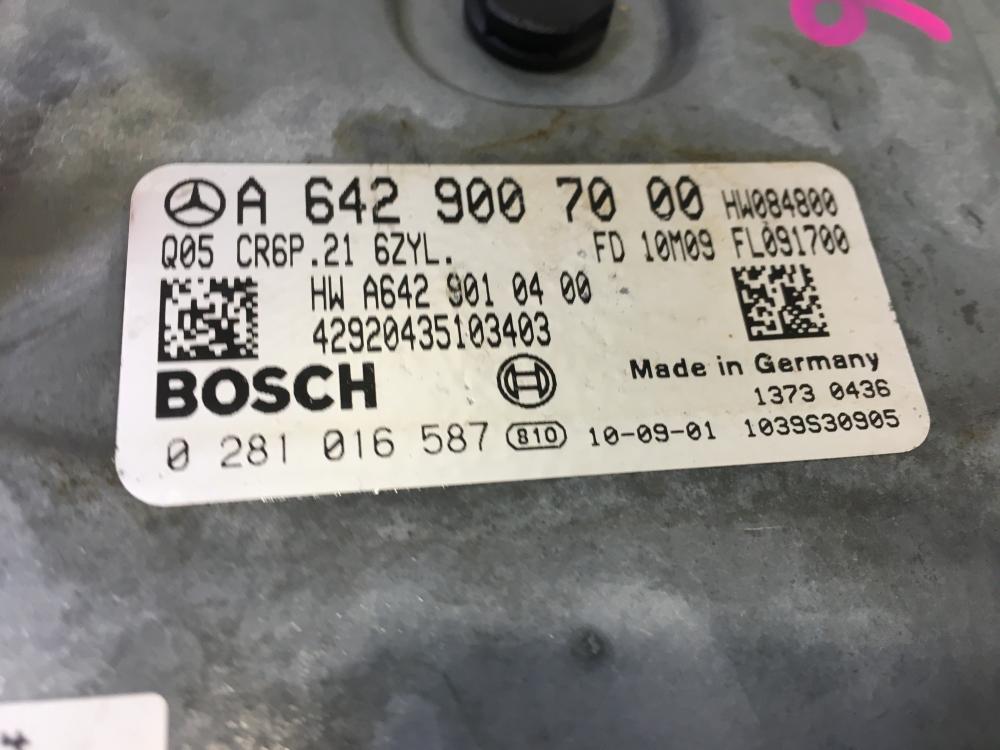 A 642 900 70 00 HW084800
Q05 CR6P.21 6ZYL. FD 10M09 FL091700
HW A642 901 04 00
42920435103403
BOSCH
Made in Germany
1373 0436
0 281 016 587 810 10-09-01 1039S30905